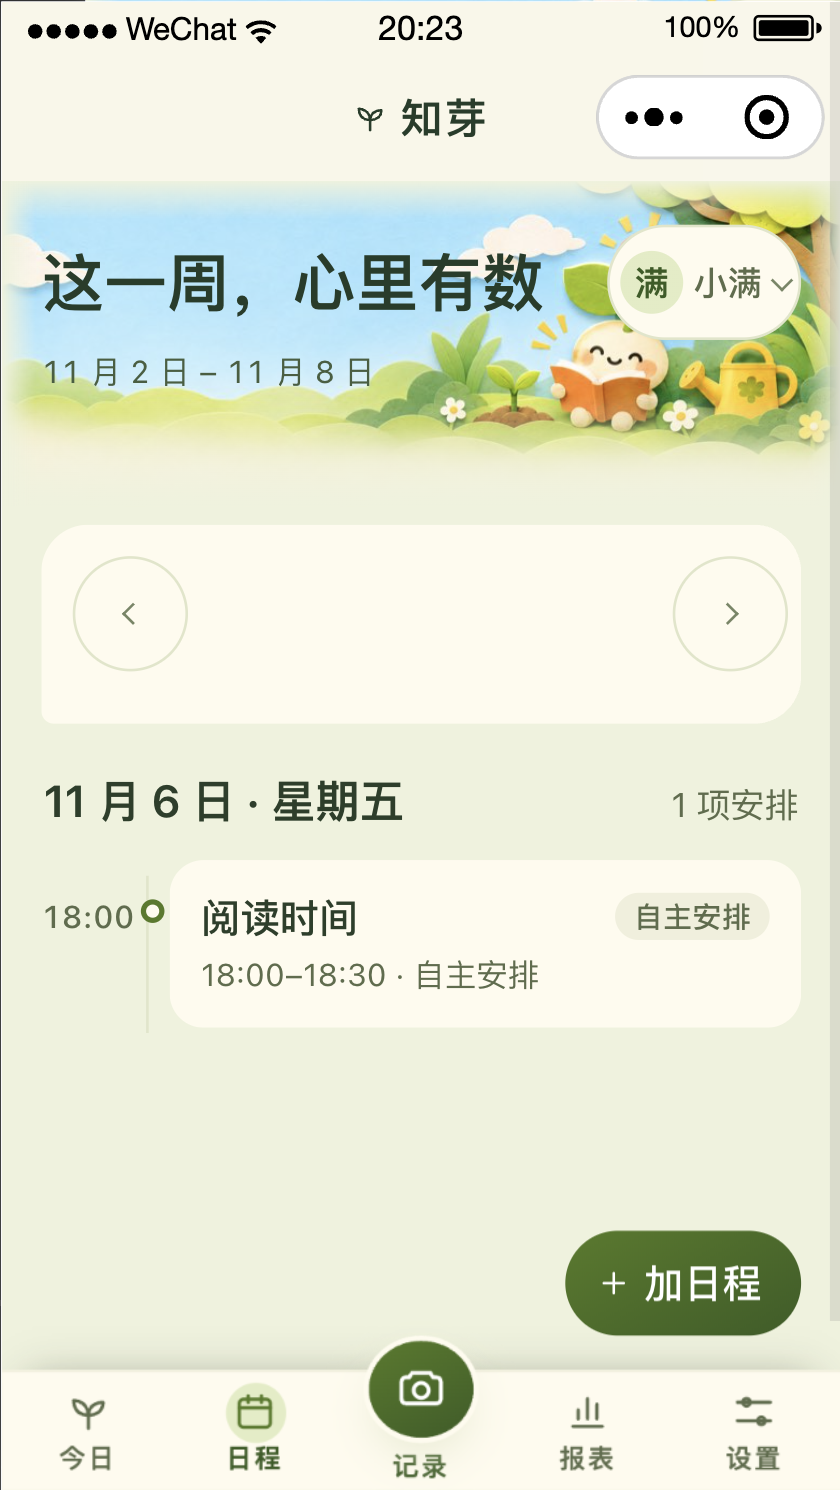 WeChat 20:23 100%
知芽
这一周，心里有数
满 小满
11 月 2 日 – 11 月 8 日
11 月 6 日 · 星期五
1 项安排
18:00
阅读时间
自主安排
18:00–18:30 · 自主安排
+ 加日程
今日
日程
记录
报表
设置